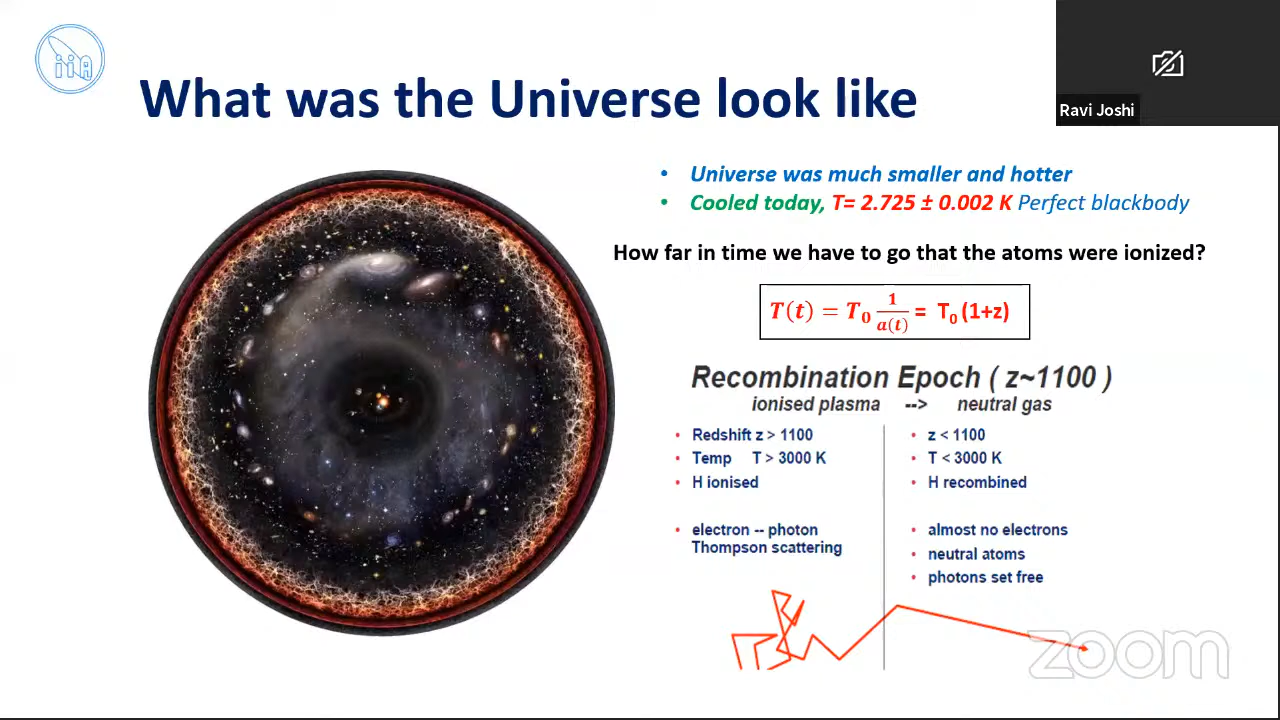 iiA
What was the Universe look like
Ravi Joshi
• Universe was much smaller and hotter
• Cooled today, T= 2.725 ± 0.002 K Perfect blackbody
How far in time we have to go that the atoms were ionized?
T(t) = T₀ 1/a(t) = T₀ (1+z)
Recombination Epoch ( z~1100 )
ionised plasma --> neutral gas
• Redshift z > 1100
• Temp T > 3000 K
• H ionised
• electron -- photon
Thompson scattering
• z < 1100
• T < 3000 K
• H recombined
• almost no electrons
• neutral atoms
• photons set free
zoom